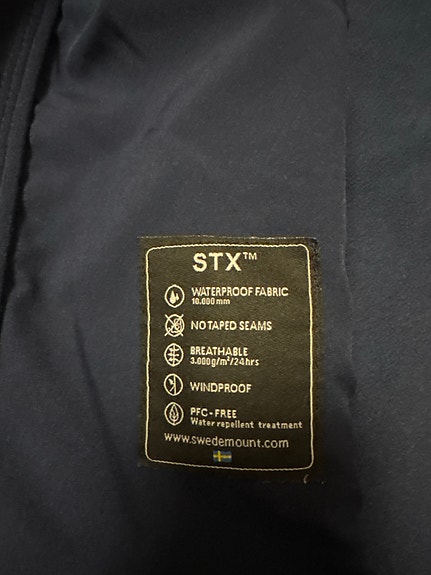 STX™
WATERPROOF FABRIC
10.000 mm
NO TAPED SEAMS
BREATHABLE
3.000g/m²/24hrs
WINDPROOF
PFC-FREE
Water repellent treatment
www.swedemount.com